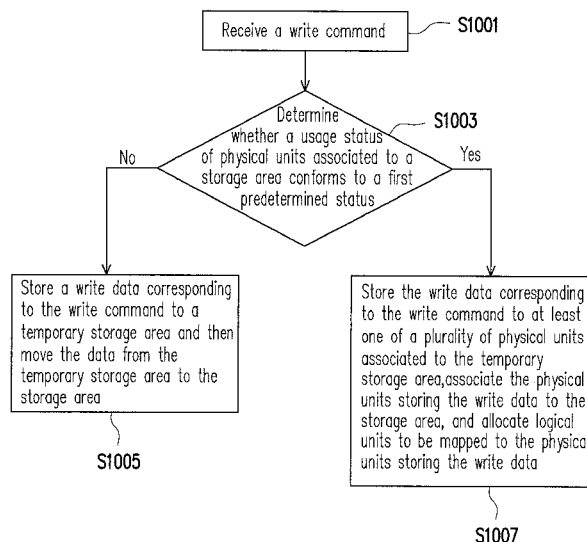 Receive a write command
S1001
Determine
whether a usage status
of physical units associated to a
storage area conforms to a first
predetermined status
S1003
No
Yes
Store a write data corresponding
to the write command to a
temporary storage area and then
move the data from the
temporary storage area to the
storage area
S1005
Store the write data corresponding
to the write command to at least
one of a plurality of physical units
associated to the temporary
storage area,associate the physical
units storing the write data to the
storage area, and allocate logical
units to be mapped to the physical
units storing the write data
S1007